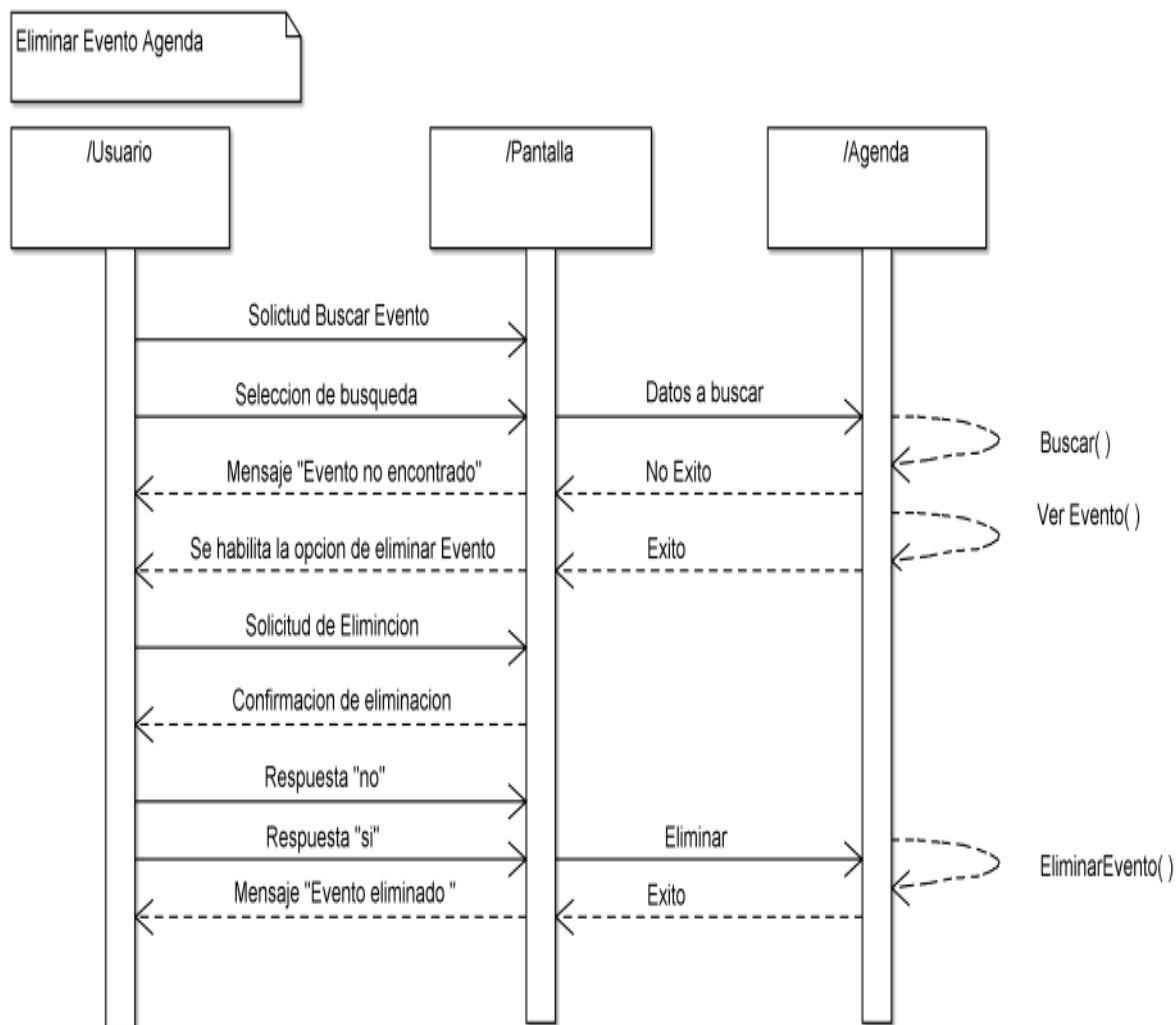 Eliminar Evento Agenda
/Usuario
/Pantalla
/Agenda
Solictud Buscar Evento
Seleccion de busqueda
Datos a buscar
Buscar( )
Mensaje "Evento no encontrado"
No Exito
Ver Evento( )
Se habilita la opcion de eliminar Evento
Exito
Solicitud de Elimincion
Confirmacion de eliminacion
Respuesta "no"
Respuesta "si"
Eliminar
EliminarEvento( )
Mensaje "Evento eliminado "
Exito